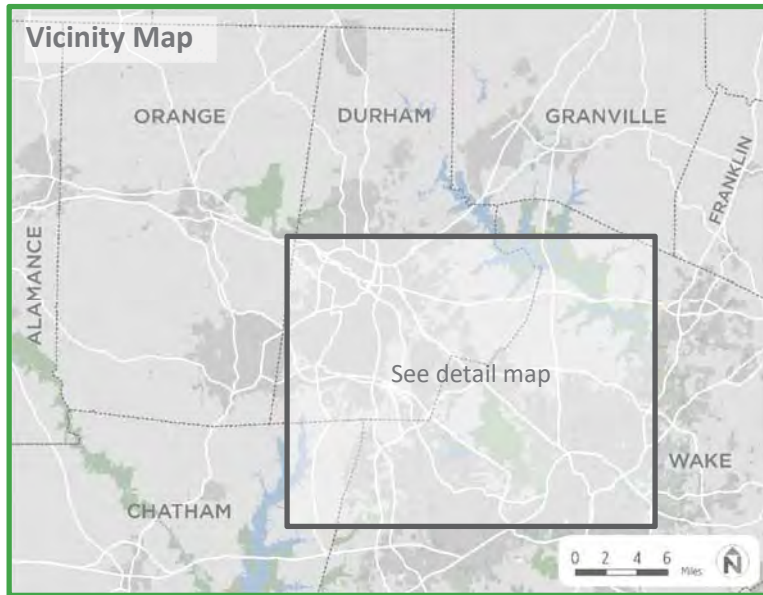 Vicinity Map
ORANGE
DURHAM
GRANVILLE
FRANKLIN
ALAMANCE
See detail map
WAKE
CHATHAM
0 2 4 6
Miles
N